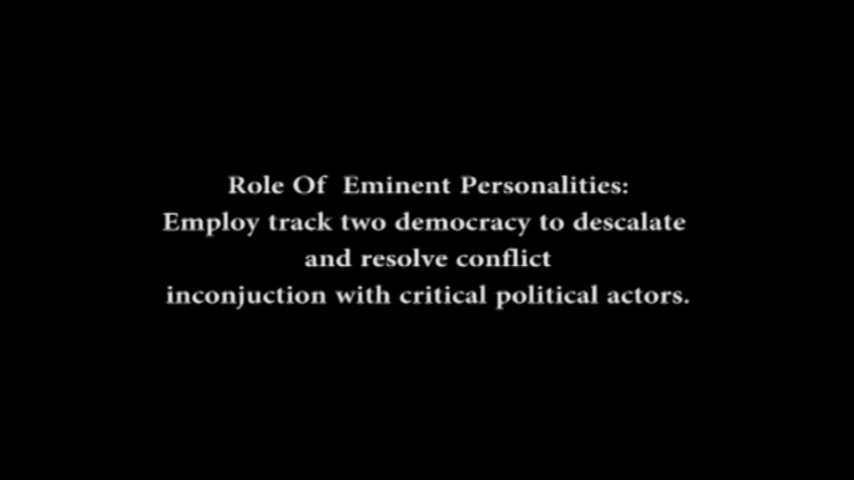 Role Of Eminent Personalities:
Employ track two democracy to descalate
and resolve conflict
inconjuction with critical political actors.